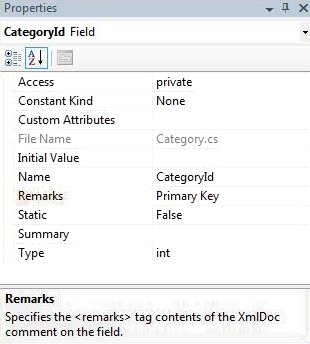 Properties
CategoryId Field
Access private
Constant Kind None
Custom Attributes
File Name Category.cs
Initial Value
Name CategoryId
Remarks Primary Key
Static False
Summary
Type int
Remarks
Specifies the <remarks> tag contents of the XmlDoc
comment on the field.